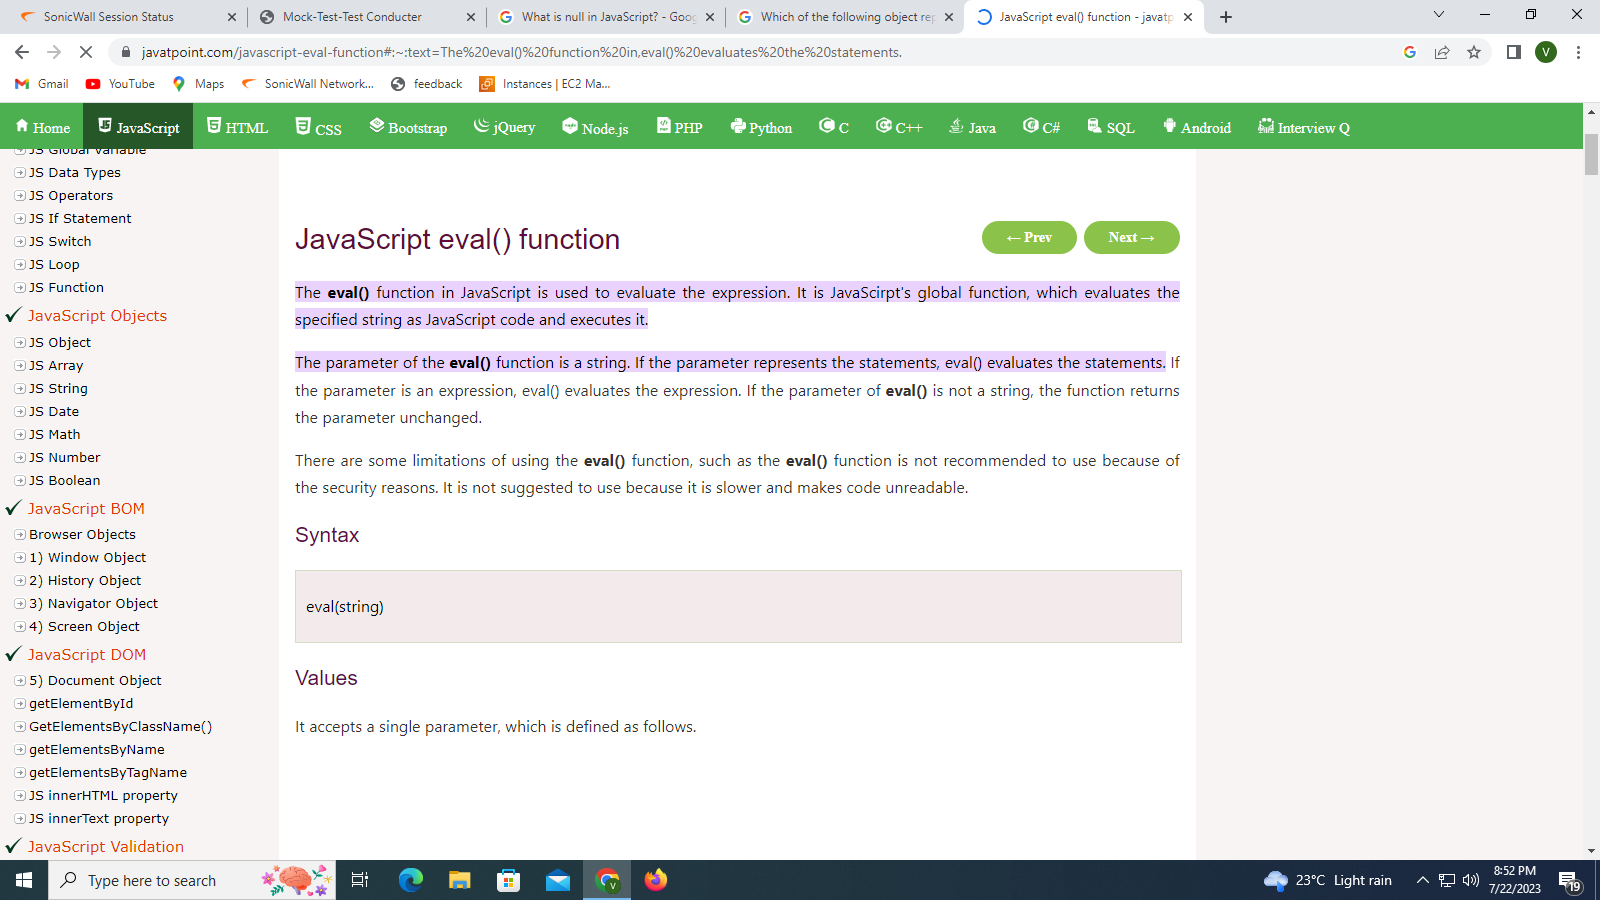 SonicWall Session Status
Mock-Test-Test Conducter
What is null in JavaScript? - Goog
Which of the following object rep
JavaScript eval() function - javatp
javatpoint.com/javascript-eval-function#:~:text=The%20eval()%20function%20in,eval()%20evaluates%20the%20statements.
V
Gmail
YouTube
Maps
SonicWall Network...
feedback
Instances | EC2 Ma...
Home
JavaScript
HTML
CSS
Bootstrap
jQuery
Node.js
PHP
Python
C
C++
Java
C#
SQL
Android
Interview Q
JS Global Variable
JS Data Types
JS Operators
JS If Statement
JS Switch
JS Loop
JS Function
JavaScript Objects
JS Object
JS Array
JS String
JS Date
JS Math
JS Number
JS Boolean
JavaScript BOM
Browser Objects
1) Window Object
2) History Object
3) Navigator Object
4) Screen Object
JavaScript DOM
5) Document Object
getElementById
GetElementsByClassName()
getElementsByName
getElementsByTagName
JS innerHTML property
JS innerText property
JavaScript Validation
JavaScript eval() function
← Prev
Next →
The eval() function in JavaScript is used to evaluate the expression. It is JavaScirpt's global function, which evaluates the
specified string as JavaScript code and executes it.
The parameter of the eval() function is a string. If the parameter represents the statements, eval() evaluates the statements. If
the parameter is an expression, eval() evaluates the expression. If the parameter of eval() is not a string, the function returns
the parameter unchanged.
There are some limitations of using the eval() function, such as the eval() function is not recommended to use because of
the security reasons. It is not suggested to use because it is slower and makes code unreadable.
Syntax
eval(string)
Values
It accepts a single parameter, which is defined as follows.
Type here to search
V
23°C Light rain
8:52 PM
7/22/2023
19